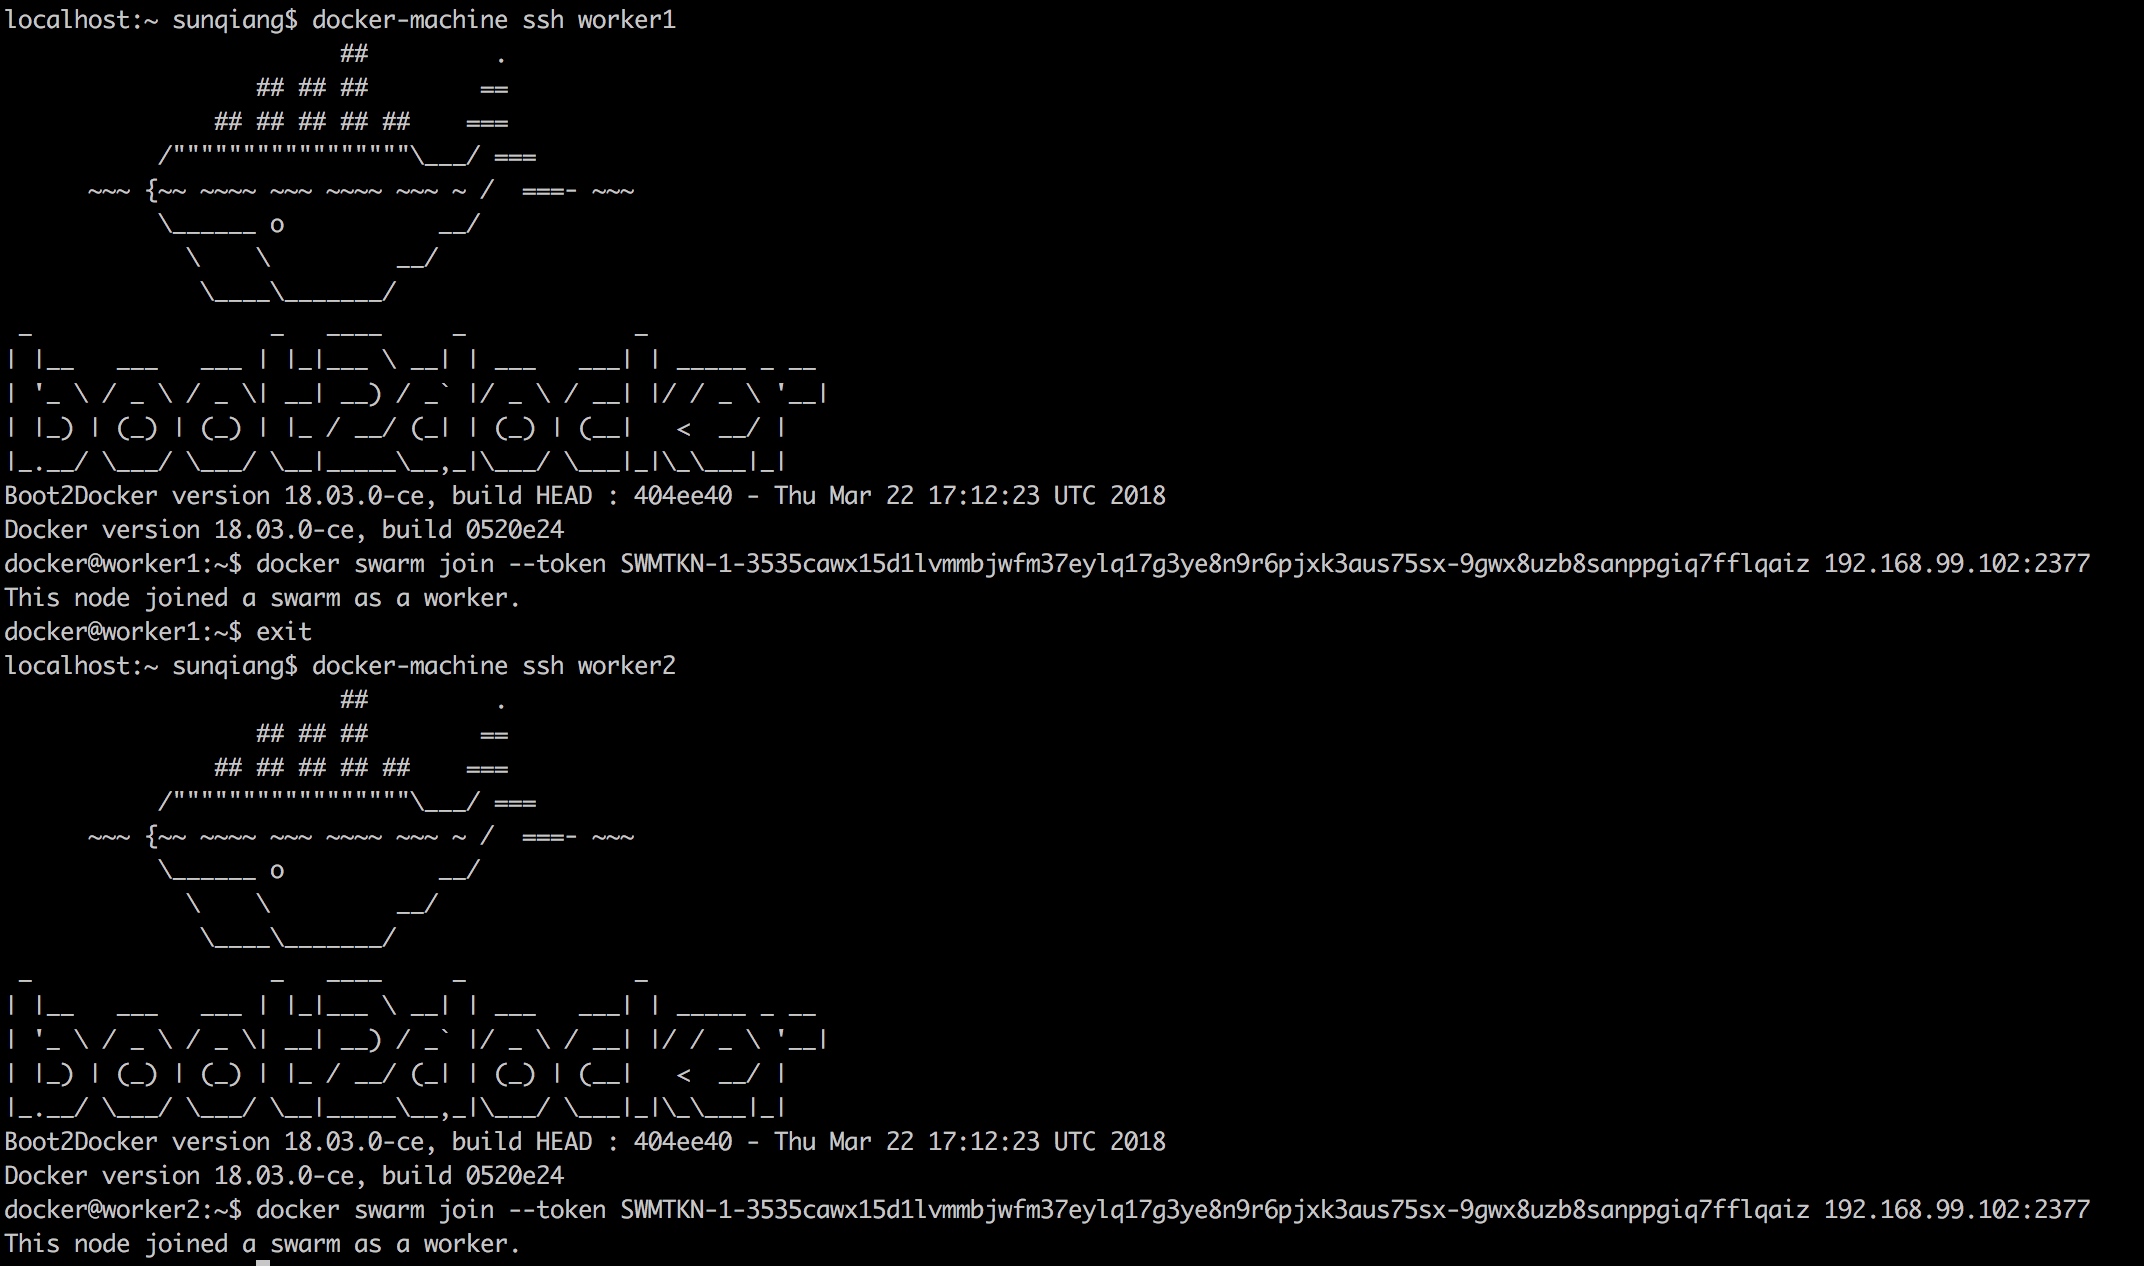 localhost:~ sunqiang$ docker-machine ssh worker1
                        ##         .
                  ## ## ##        ==
               ## ## ## ## ##    ===
           /"""""""""""""""""\___/ ===
      ~~~ {~~ ~~~~ ~~~ ~~~~ ~~~ ~ /  ===- ~~~
           \______ o           __/
             \    \         __/
              \____\_______/
 _                 _   ____     _            _
| |__   ___   ___ | |_|___ \ __| | ___   ___| | _____ _ __
| '_ \ / _ \ / _ \| __| __) / _` |/ _ \ / __| |/ / _ \ '__|
| |_) | (_) | (_) | |_ / __/ (_| | (_) | (__|   <  __/ |
|_.__/ \___/ \___/ \__|_____\__,_|\___/ \___|_|\_\___|_|
Boot2Docker version 18.03.0-ce, build HEAD : 404ee40 - Thu Mar 22 17:12:23 UTC 2018
Docker version 18.03.0-ce, build 0520e24
docker@worker1:~$ docker swarm join --token SWMTKN-1-3535cawx15d1lvmmbjwfm37eylq17g3ye8n9r6pjxk3aus75sx-9gwx8uzb8sanppgiq7fflqaiz 192.168.99.102:2377
This node joined a swarm as a worker.
docker@worker1:~$ exit
localhost:~ sunqiang$ docker-machine ssh worker2
                        ##         .
                  ## ## ##        ==
               ## ## ## ## ##    ===
           /"""""""""""""""""\___/ ===
      ~~~ {~~ ~~~~ ~~~ ~~~~ ~~~ ~ /  ===- ~~~
           \______ o           __/
             \    \         __/
              \____\_______/
 _                 _   ____     _            _
| |__   ___   ___ | |_|___ \ __| | ___   ___| | _____ _ __
| '_ \ / _ \ / _ \| __| __) / _` |/ _ \ / __| |/ / _ \ '__|
| |_) | (_) | (_) | |_ / __/ (_| | (_) | (__|   <  __/ |
|_.__/ \___/ \___/ \__|_____\__,_|\___/ \___|_|\_\___|_|
Boot2Docker version 18.03.0-ce, build HEAD : 404ee40 - Thu Mar 22 17:12:23 UTC 2018
Docker version 18.03.0-ce, build 0520e24
docker@worker2:~$ docker swarm join --token SWMTKN-1-3535cawx15d1lvmmbjwfm37eylq17g3ye8n9r6pjxk3aus75sx-9gwx8uzb8sanppgiq7fflqaiz 192.168.99.102:2377
This node joined a swarm as a worker.